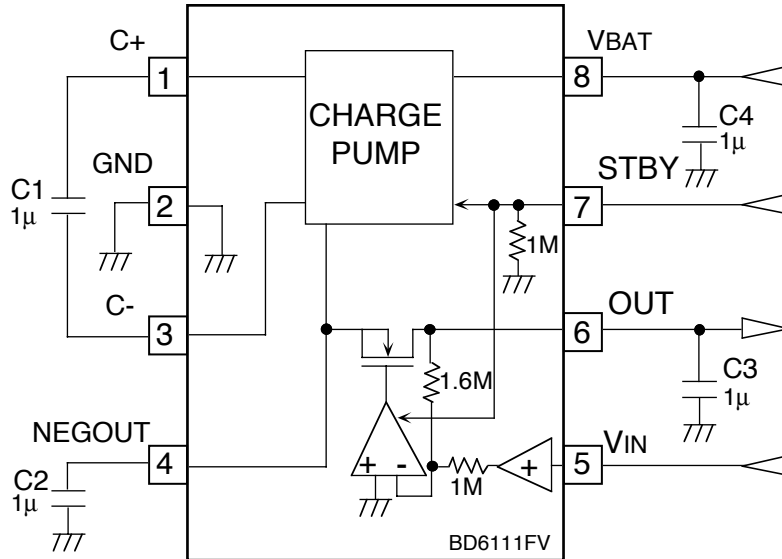 C+
1
C1
1μ
GND
2
C-
3
NEGOUT
4
C2
1μ
CHARGE
PUMP
1M
1.6M
+
-
1M
+
BD6111FV
VBAT
8
C4
1μ
STBY
7
OUT
6
C3
1μ
VIN
5